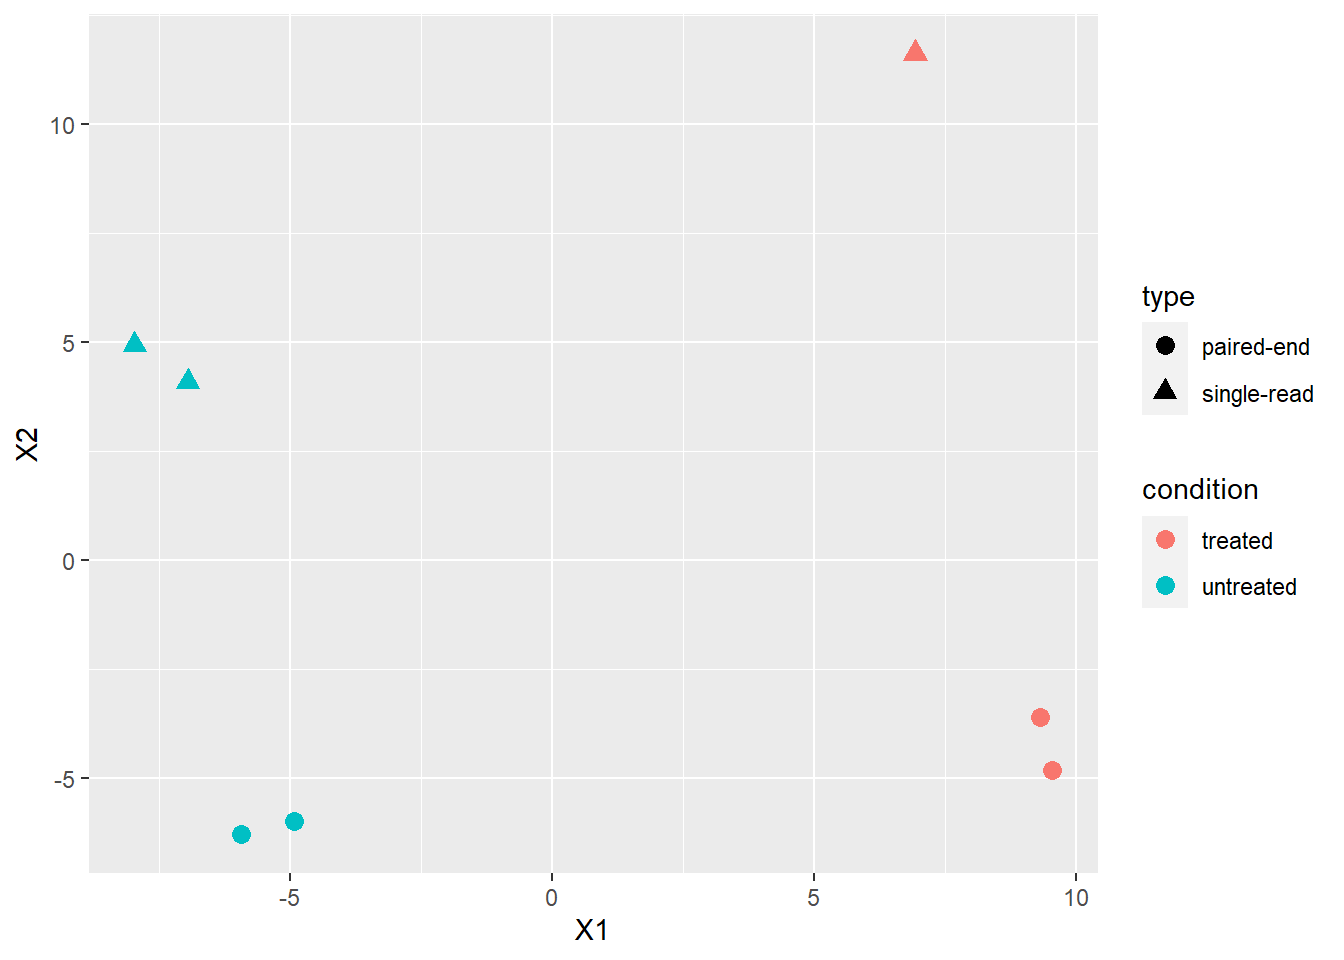 10
5
0
-5
X2
-5
0
5
10
X1
type
paired-end
single-read
condition
treated
untreated